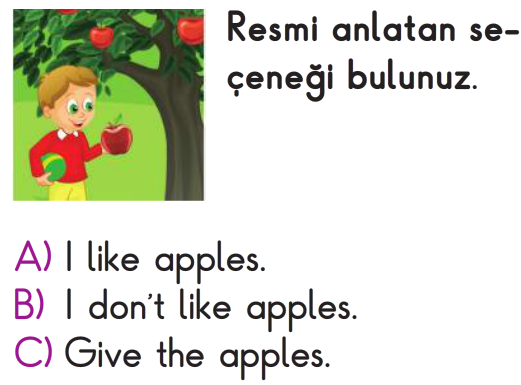 Resmi anlatan se-
çeneği bulunuz.
A) I like apples.
B) I don't like apples.
C) Give the apples.